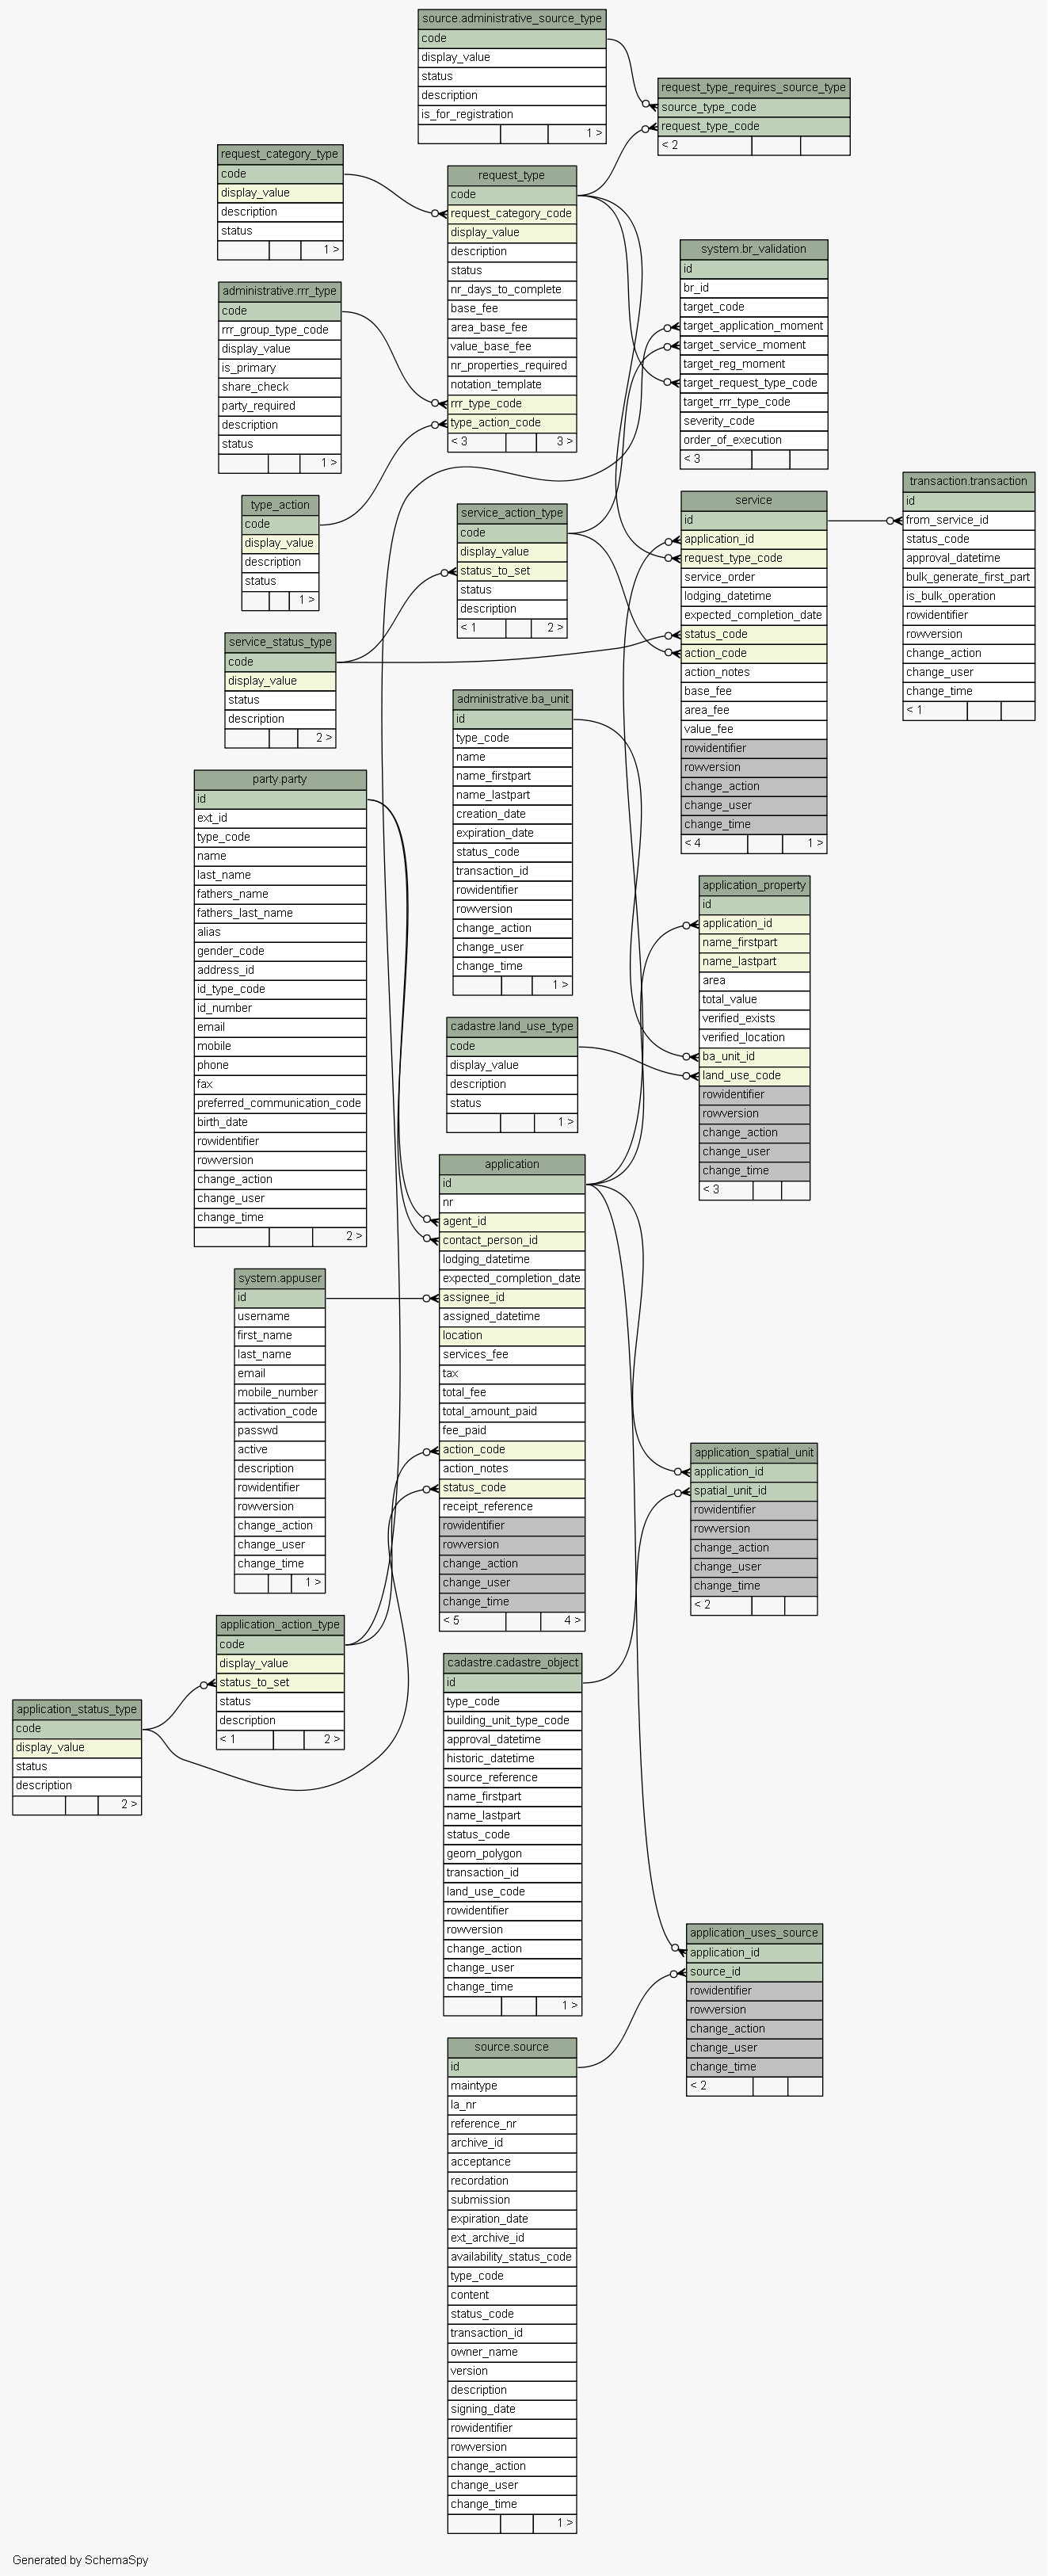 source.administrative_source_type
code
display_value
status
description
is_for_registration
1 >
request_type_requires_source_type
source_type_code
request_type_code
< 2
request_category_type
code
display_value
description
status
1 >
request_type
code
request_category_code
display_value
description
status
nr_days_to_complete
base_fee
area_base_fee
value_base_fee
nr_properties_required
notation_template
rrr_type_code
type_action_code
< 3 3 >
system.br_validation
id
br_id
target_code
target_application_moment
target_service_moment
target_reg_moment
target_request_type_code
target_rrr_type_code
severity_code
order_of_execution
< 3
administrative.rrr_type
code
rrr_group_type_code
display_value
is_primary
share_check
party_required
description
status
1 >
transaction.transaction
id
from_service_id
status_code
approval_datetime
bulk_generate_first_part
is_bulk_operation
rowidentifier
rowversion
change_action
change_user
change_time
< 1
service
id
application_id
request_type_code
service_order
lodging_datetime
expected_completion_date
status_code
action_code
action_notes
base_fee
area_fee
value_fee
rowidentifier
rowversion
change_action
change_user
change_time
< 4 1 >
type_action
code
display_value
description
status
1 >
service_action_type
code
display_value
status_to_set
status
description
< 1 2 >
service_status_type
code
display_value
status
description
2 >
administrative.ba_unit
id
type_code
name
name_firstpart
name_lastpart
creation_date
expiration_date
status_code
transaction_id
rowidentifier
rowversion
change_action
change_user
change_time
1 >
party.party
id
ext_id
type_code
name
last_name
fathers_name
fathers_last_name
alias
gender_code
address_id
id_type_code
id_number
email
mobile
phone
fax
preferred_communication_code
birth_date
rowidentifier
rowversion
change_action
change_user
change_time
2 >
application_property
id
application_id
name_firstpart
name_lastpart
area
total_value
verified_exists
verified_location
ba_unit_id
land_use_code
rowidentifier
rowversion
change_action
change_user
change_time
< 3
cadastre.land_use_type
code
display_value
description
status
1 >
application
id
nr
agent_id
contact_person_id
lodging_datetime
expected_completion_date
assignee_id
assigned_datetime
location
services_fee
tax
total_fee
total_amount_paid
fee_paid
action_code
action_notes
status_code
receipt_reference
rowidentifier
rowversion
change_action
change_user
change_time
< 5 4 >
system.appuser
id
username
first_name
last_name
email
mobile_number
activation_code
passwd
active
description
rowidentifier
rowversion
change_action
change_user
change_time
1 >
application_spatial_unit
application_id
spatial_unit_id
rowidentifier
rowversion
change_action
change_user
change_time
< 2
application_action_type
code
display_value
status_to_set
status
description
< 1 2 >
cadastre.cadastre_object
id
type_code
building_unit_type_code
approval_datetime
historic_datetime
source_reference
name_firstpart
name_lastpart
status_code
geom_polygon
transaction_id
land_use_code
rowidentifier
rowversion
change_action
change_user
change_time
1 >
application_status_type
code
display_value
status
description
2 >
application_uses_source
application_id
source_id
rowidentifier
rowversion
change_action
change_user
change_time
< 2
source.source
id
maintype
la_nr
reference_nr
archive_id
acceptance
recordation
submission
expiration_date
ext_archive_id
availability_status_code
type_code
content
status_code
transaction_id
owner_name
version
description
signing_date
rowidentifier
rowversion
change_action
change_user
change_time
1 >
Generated by SchemaSpy